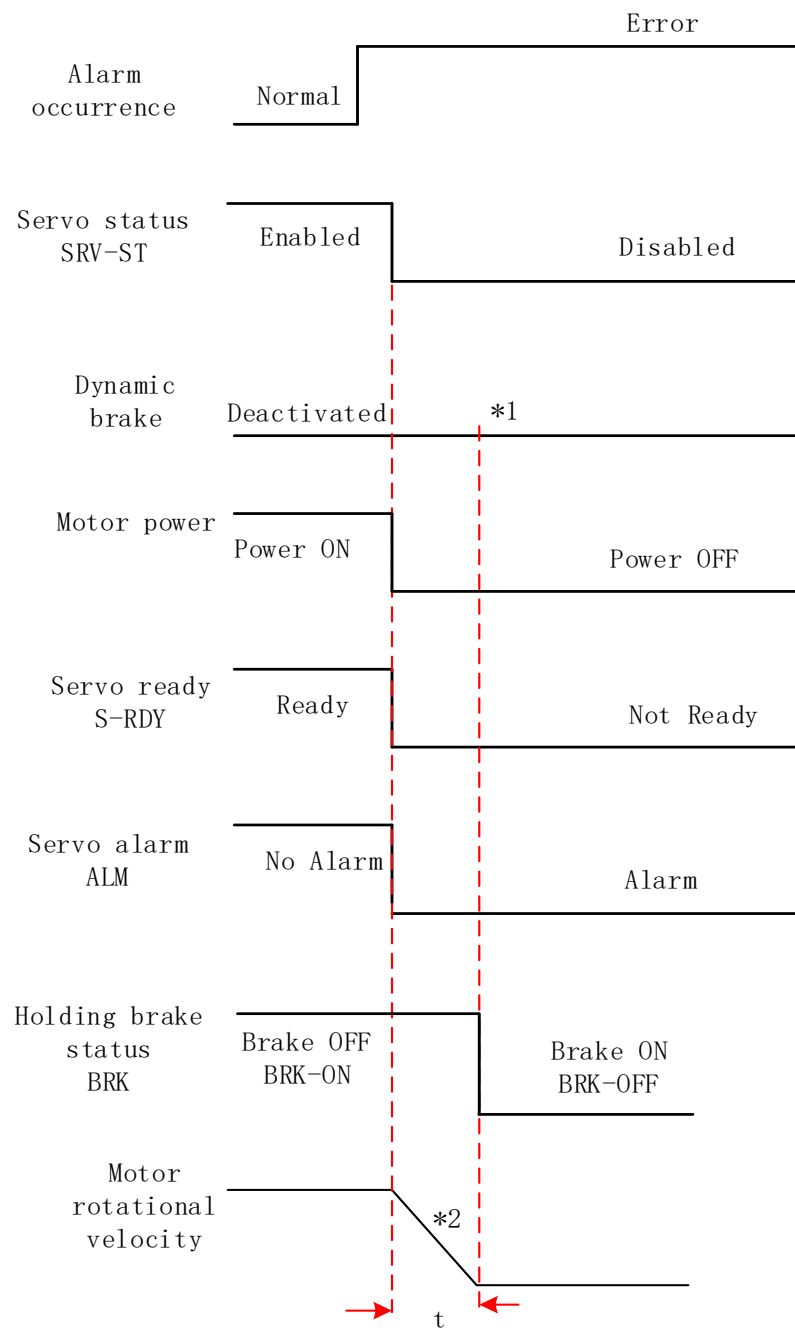 Error
Alarm
occurrence
Normal
Servo status
SRV-ST
Enabled
Disabled
Dynamic
brake
Deactivated
*1
Motor power
Power ON
Power OFF
Servo ready
S-RDY
Ready
Not Ready
Servo alarm
ALM
No Alarm
Alarm
Holding brake
status
BRK
Brake OFF
BRK-ON
Brake ON
BRK-OFF
Motor
rotational
velocity
*2
t